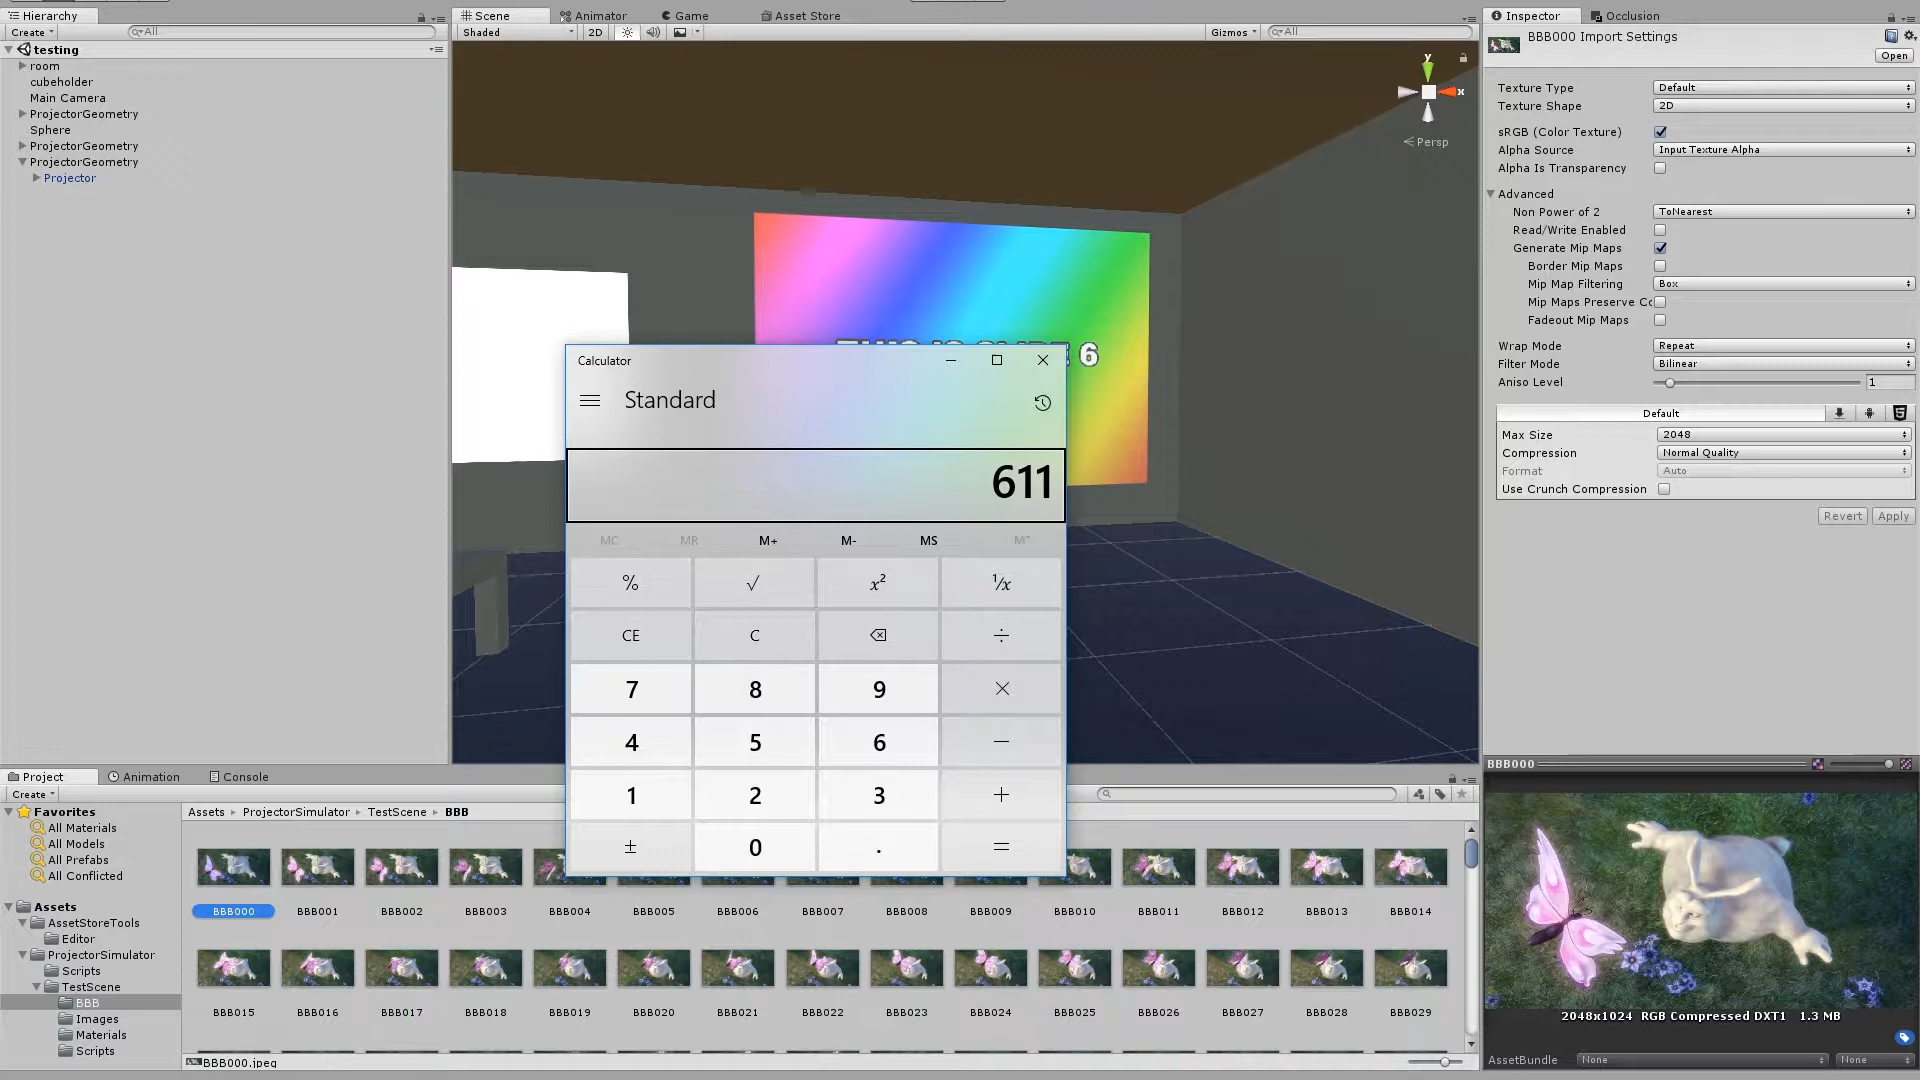 Hierarchy
Create
All
testing
room
cubeholder
Main Camera
ProjectorGeometry
Sphere
ProjectorGeometry
ProjectorGeometry
Projector
Scene
Animator
Game
Asset Store
Shaded
2D
Gizmos
All
y
x
Persp
6
Calculator
Standard
611
MC MR M+ M- MS M
% √ x² ¹/x
CE C ÷
7 8 9 ×
4 5 6 −
1 2 3 +
± 0 . =
Inspector
Occlusion
BBB000 Import Settings
Open
Texture Type Default
Texture Shape 2D
sRGB (Color Texture)
Alpha Source Input Texture Alpha
Alpha Is Transparency
Advanced
Non Power of 2 ToNearest
Read/Write Enabled
Generate Mip Maps
Border Mip Maps
Mip Map Filtering Box
Mip Maps Preserve Co
Fadeout Mip Maps
Wrap Mode Repeat
Filter Mode Bilinear
Aniso Level 1
Default
Max Size 2048
Compression Normal Quality
Format Auto
Use Crunch Compression
Revert Apply
Project
Animation
Console
Create
Favorites
All Materials
All Models
All Prefabs
All Conflicted
Assets
AssetStoreTools
Editor
ProjectorSimulator
Scripts
TestScene
BBB
Images
Materials
Scripts
Assets ProjectorSimulator TestScene BBB
BBB000 BBB001 BBB002 BBB003 BBB004 BBB005 BBB006 BBB007 BBB008 BBB009 BBB010 BBB011 BBB012 BBB013 BBB014
BBB015 BBB016 BBB017 BBB018 BBB019 BBB020 BBB021 BBB022 BBB023 BBB024 BBB025 BBB026 BBB027 BBB028 BBB029
BBB000.jpeg
BBB000
2048x1024 RGB Compressed DXT1 1.3 MB
AssetBundle None None